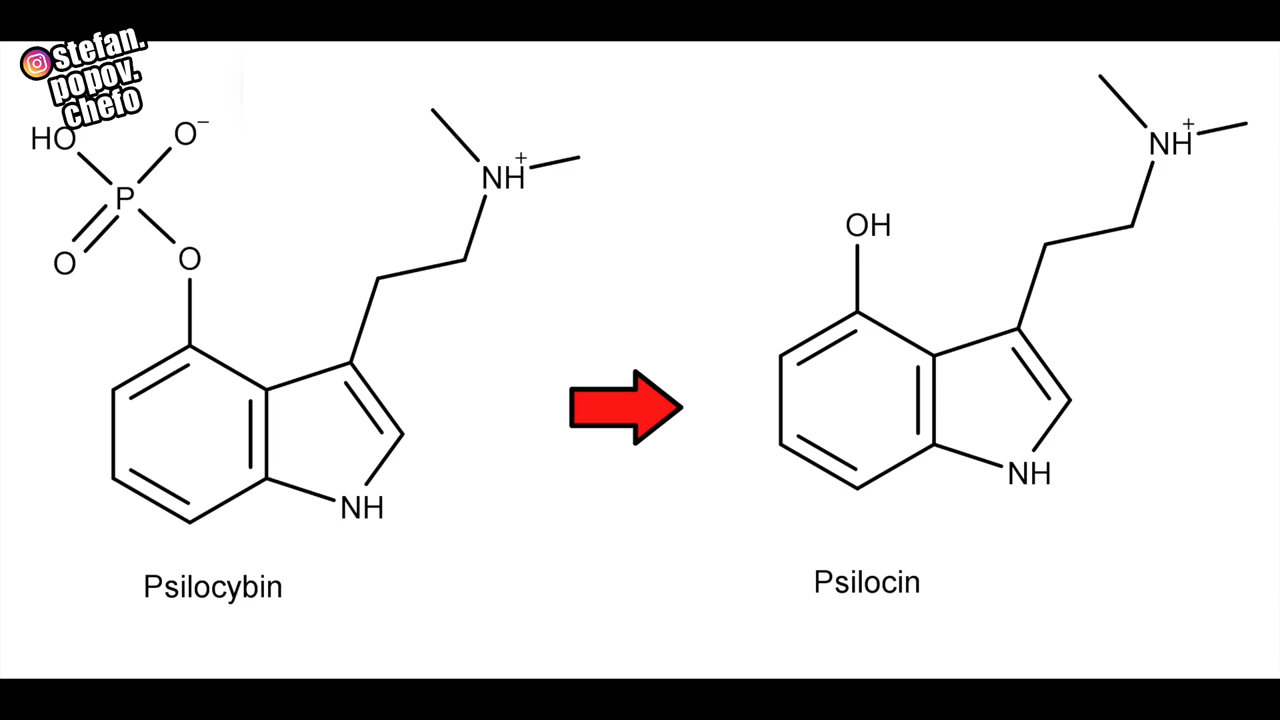 stefan.
popov.
chefo
HO
O⁻
P
O
O
NH⁺
NH
Psilocybin
OH
NH⁺
NH
Psilocin